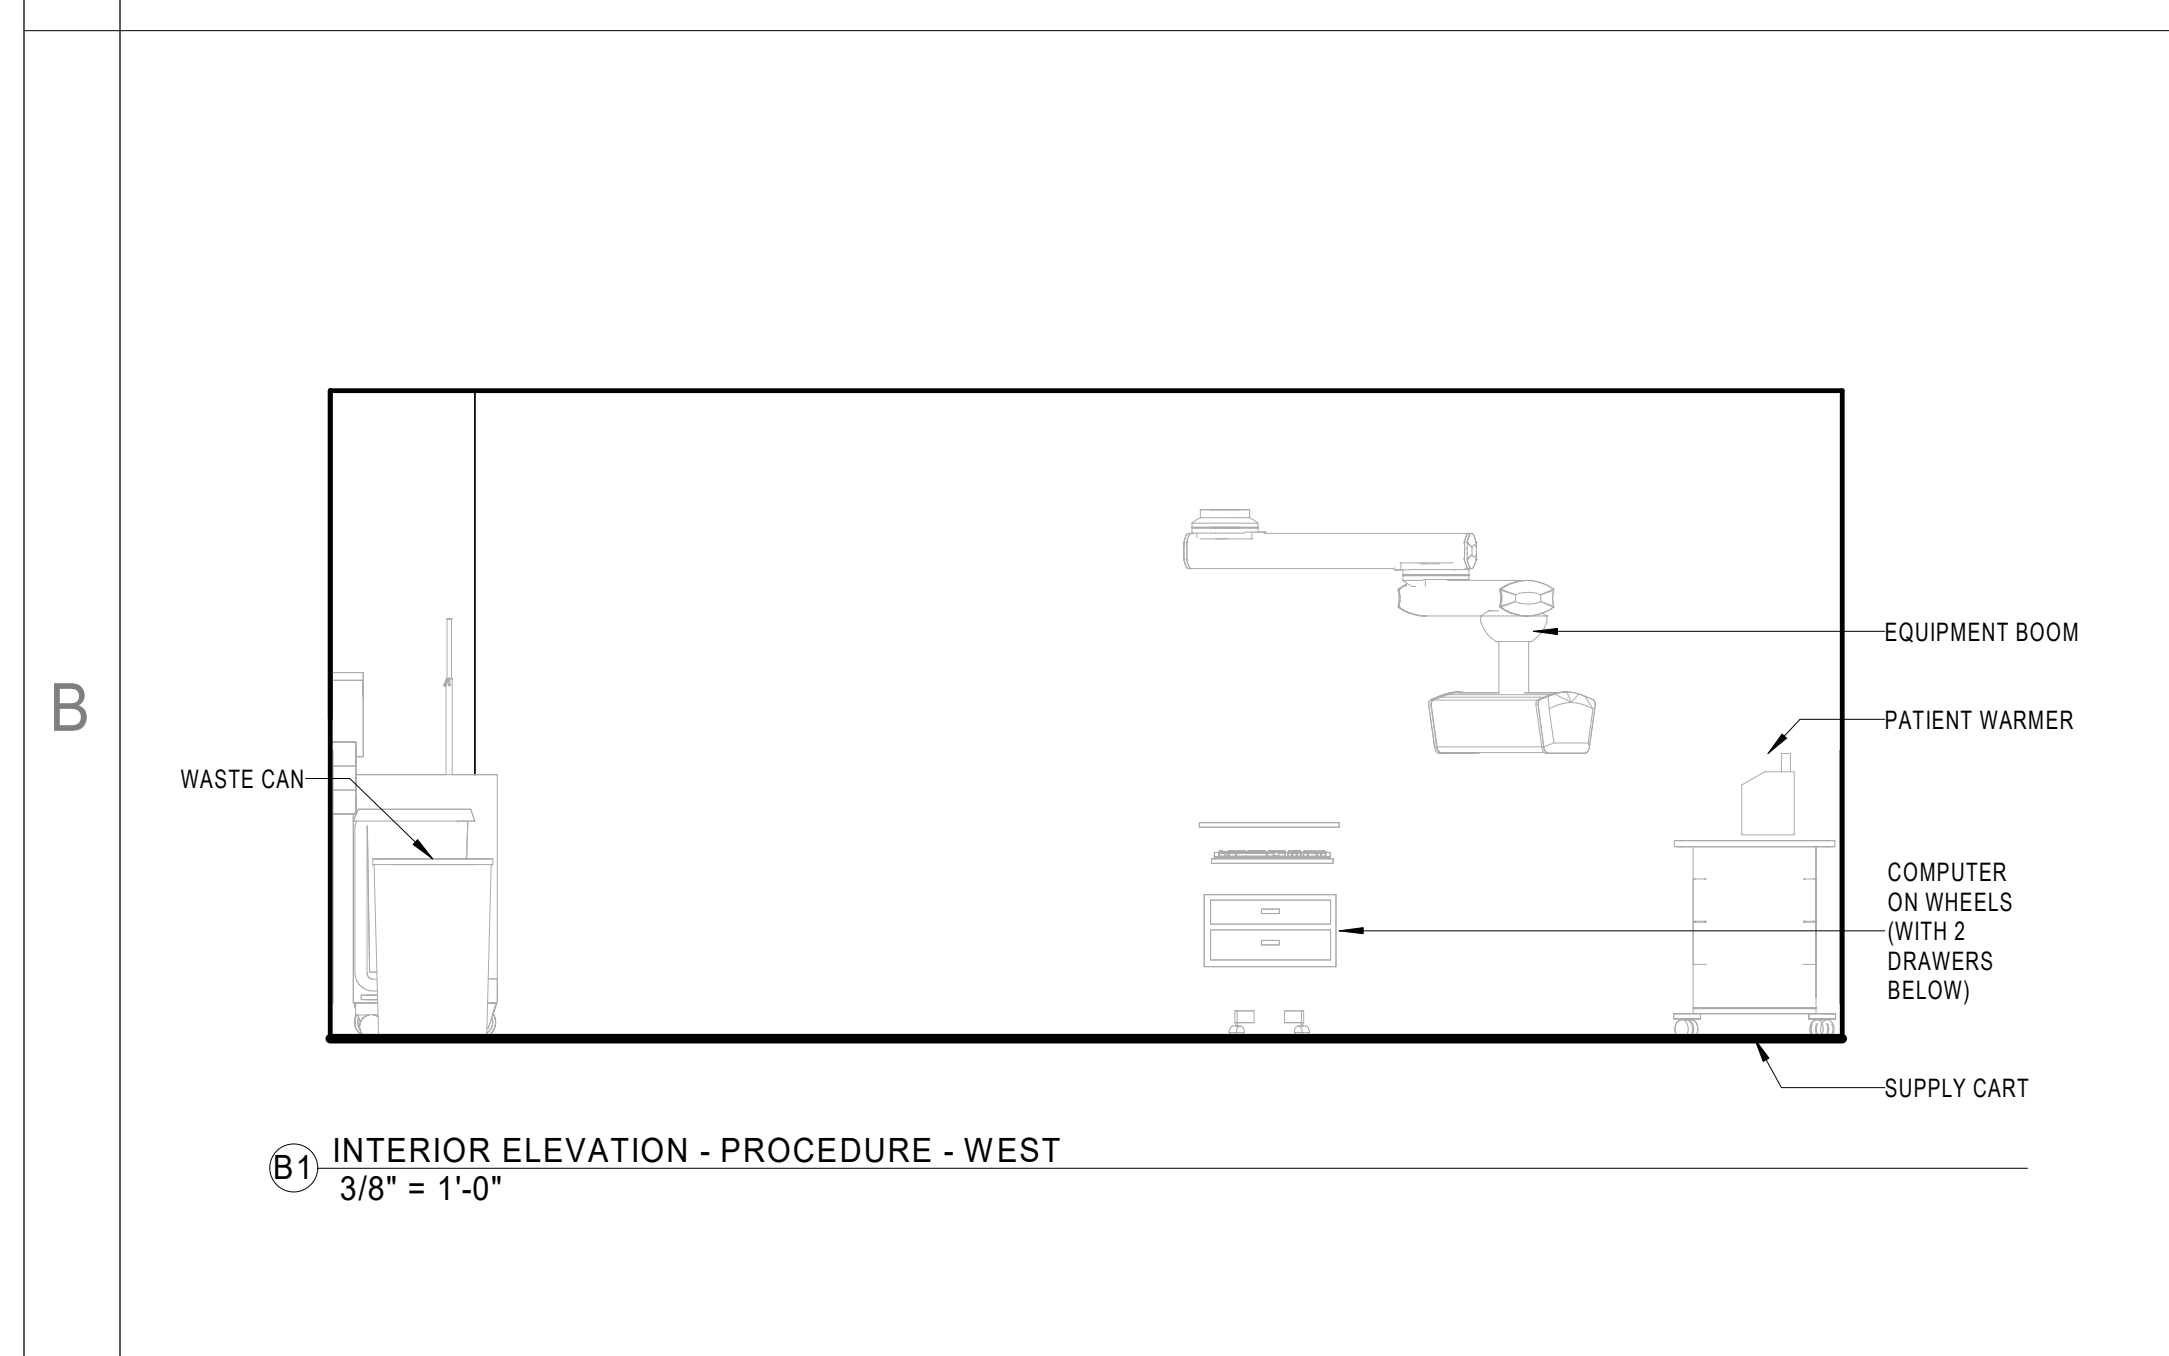 EQUIPMENT BOOM
B
PATIENT WARMER
WASTE CAN
COMPUTER
ON WHEELS
(WITH 2
DRAWERS
BELOW)
SUPPLY CART
B1
INTERIOR ELEVATION - PROCEDURE - WEST
3/8" = 1'-0"